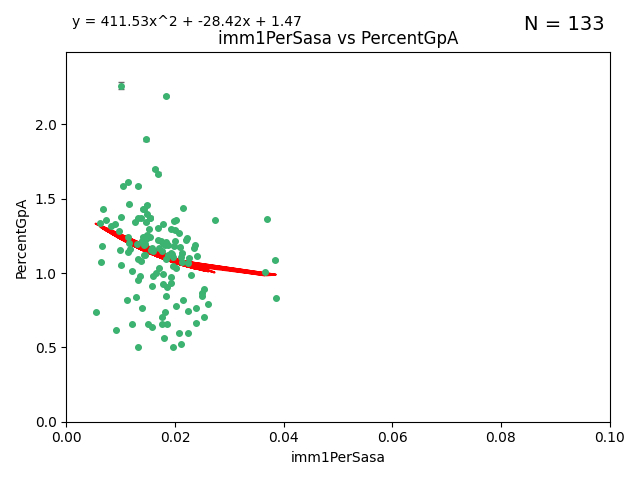 y = 411.53x^2 + -28.42x + 1.47
N = 133
imm1PerSasa vs PercentGpA
PercentGpA
2.0
1.5
1.0
0.5
0.0
0.00
0.02
0.04
0.06
0.08
0.10
imm1PerSasa